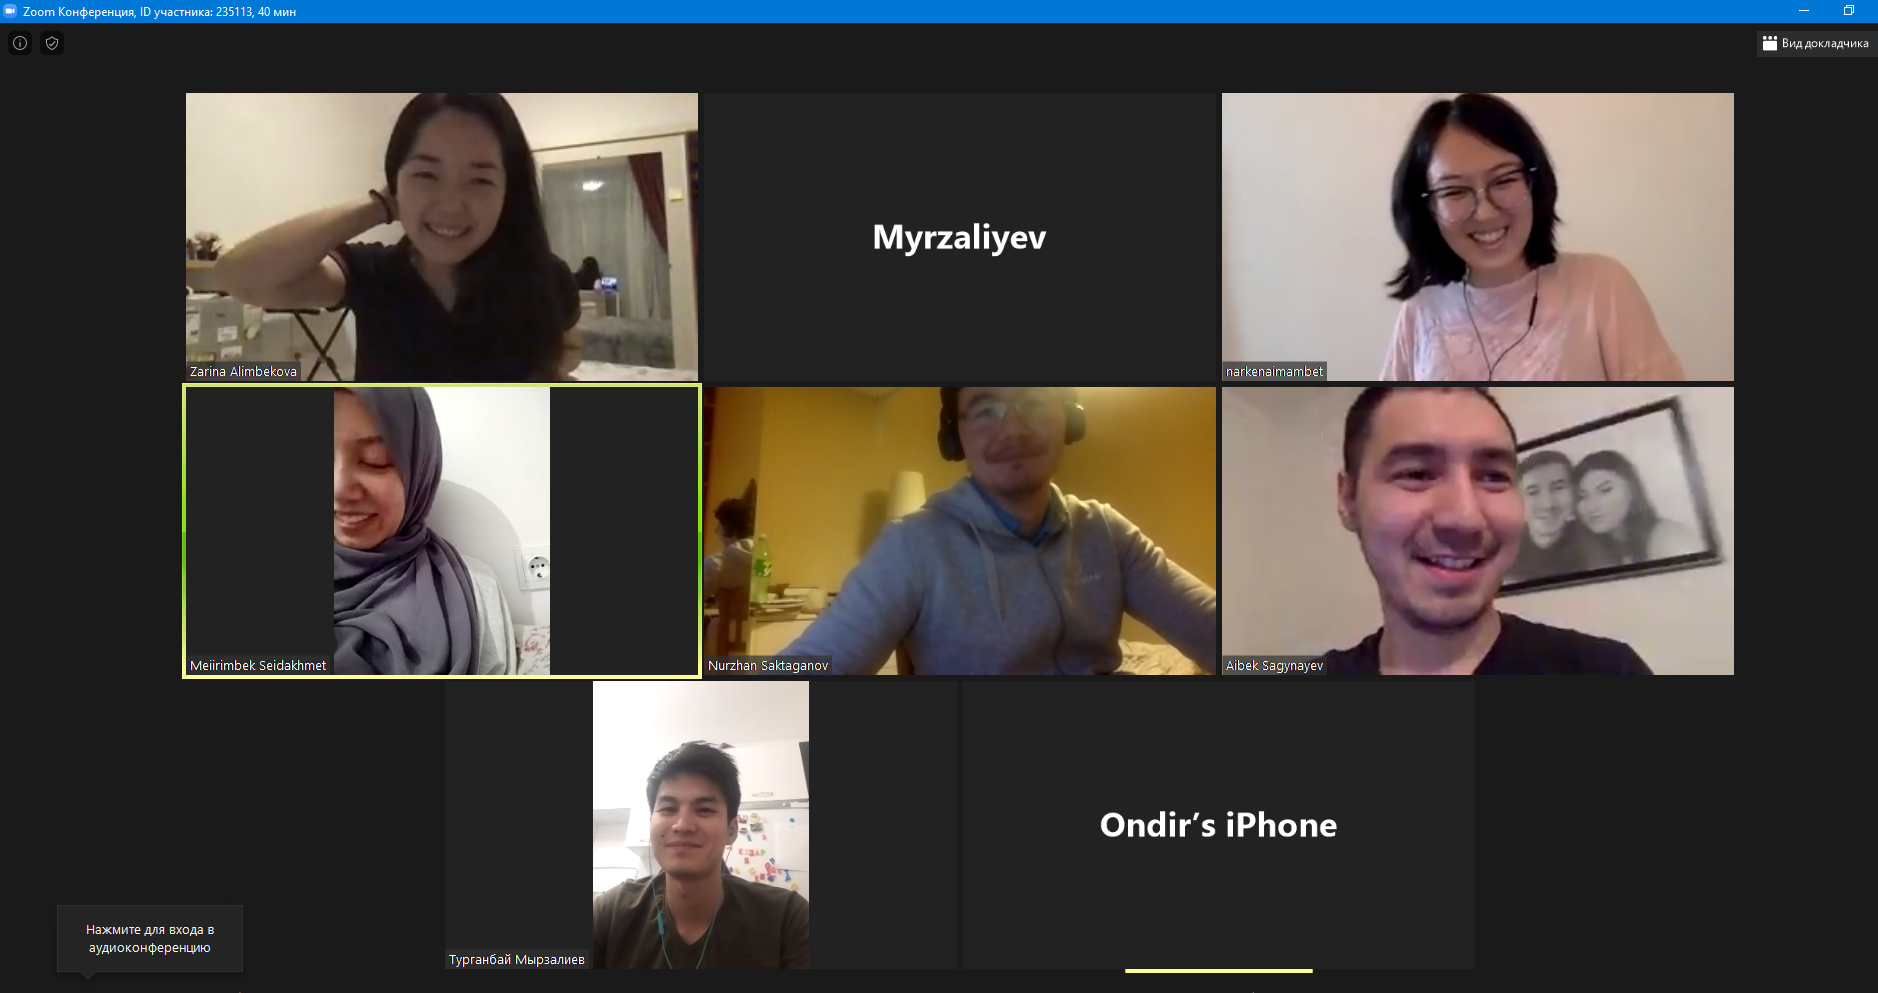 Zoom Конференция, ID участника: 235113, 40 мин
Вид докладчика
Zarina Alimbekova
Myrzaliyev
narkenaimambet
Meiirimbek Seidakhmet
Nurzhan Saktaganov
Aibek Sagynayev
Турганбай Мырзалиев
Ondir’s iPhone
Нажмите для входа в
аудиоконференцию